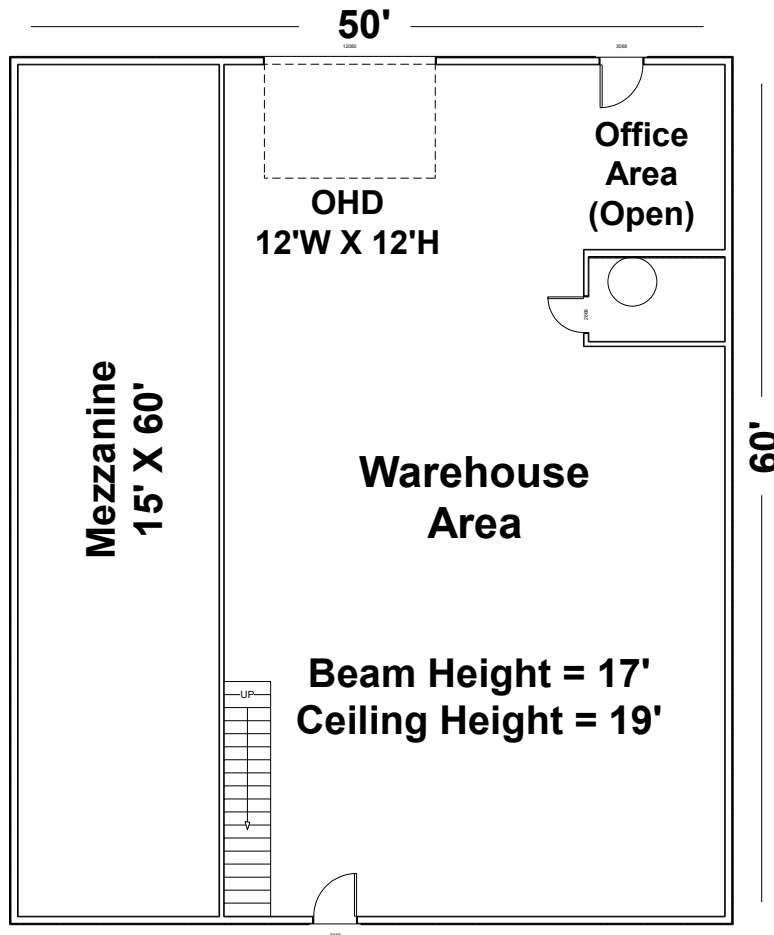 50'
12080
3068
Office
Area
(Open)
OHD
12'W X 12'H
2668
Mezzanine
15' X 60'
60'
Warehouse
Area
Beam Height = 17'
Ceiling Height = 19'
UP